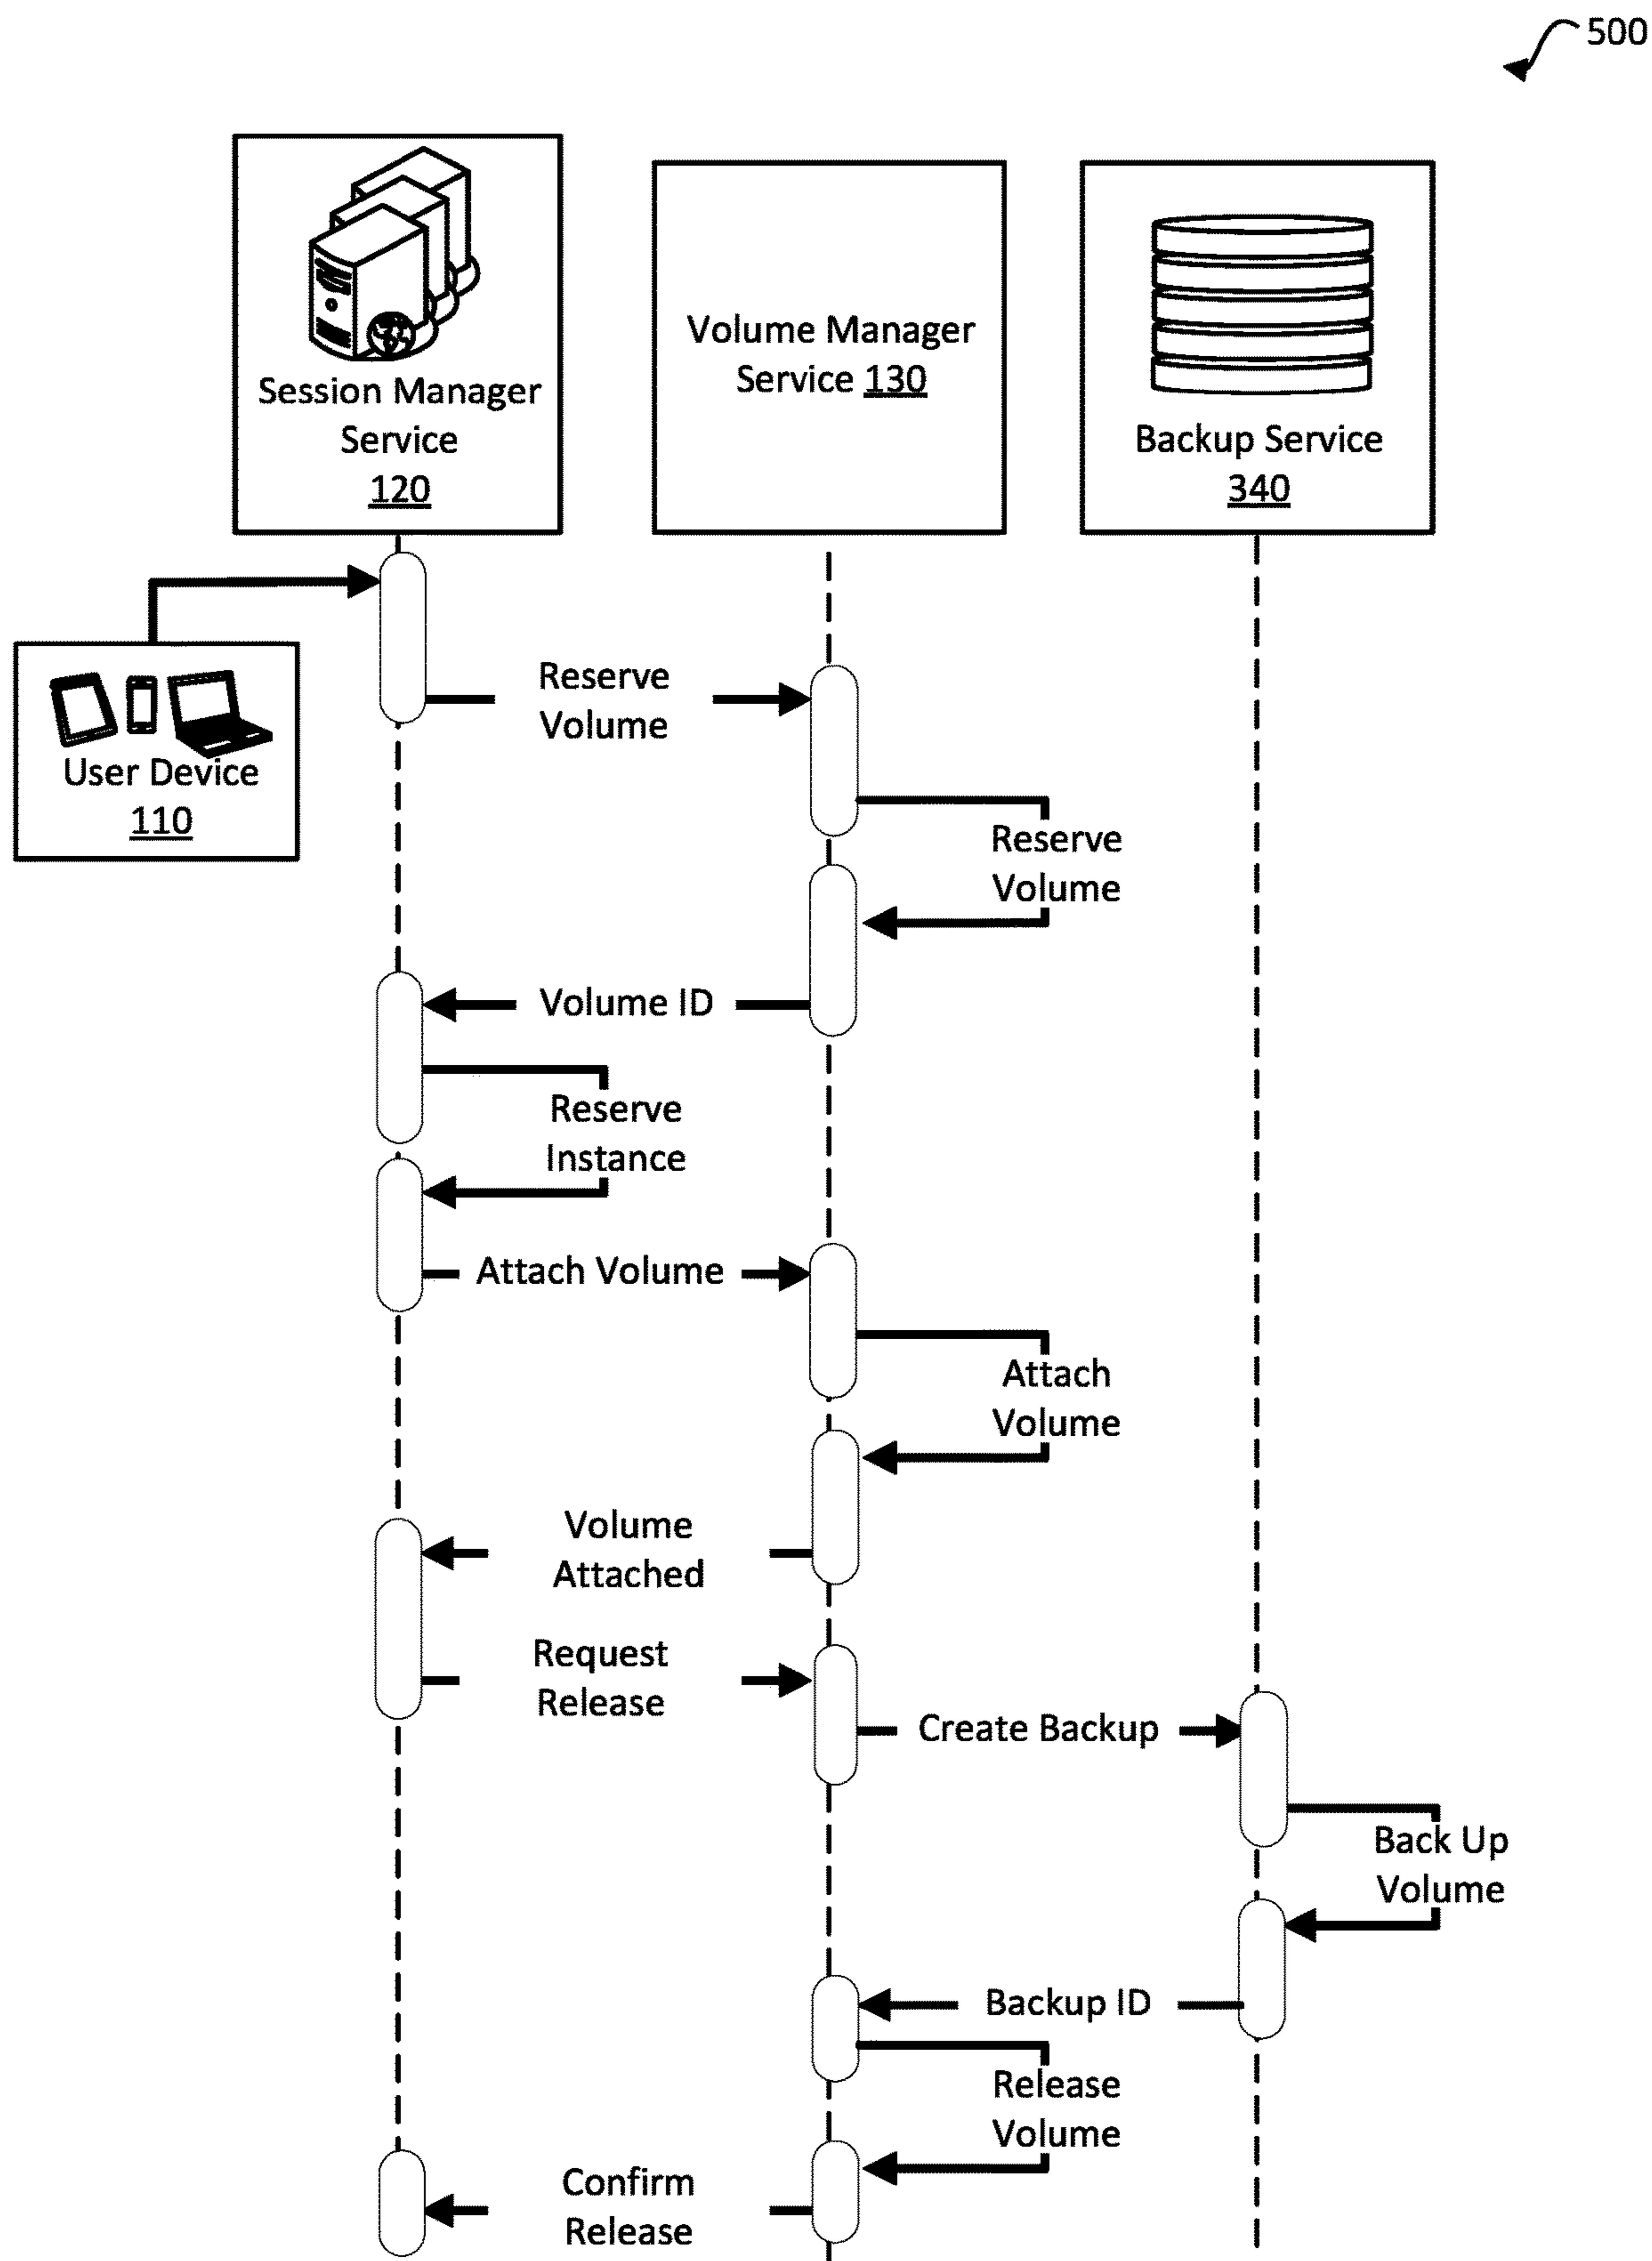 500
Session Manager
Service
120
Volume Manager
Service 130
Backup Service
340
User Device
110
Reserve
Volume
Reserve
Volume
Volume ID
Reserve
Instance
Attach Volume
Attach
Volume
Volume
Attached
Request
Release
Create Backup
Back Up
Volume
Backup ID
Release
Volume
Confirm
Release